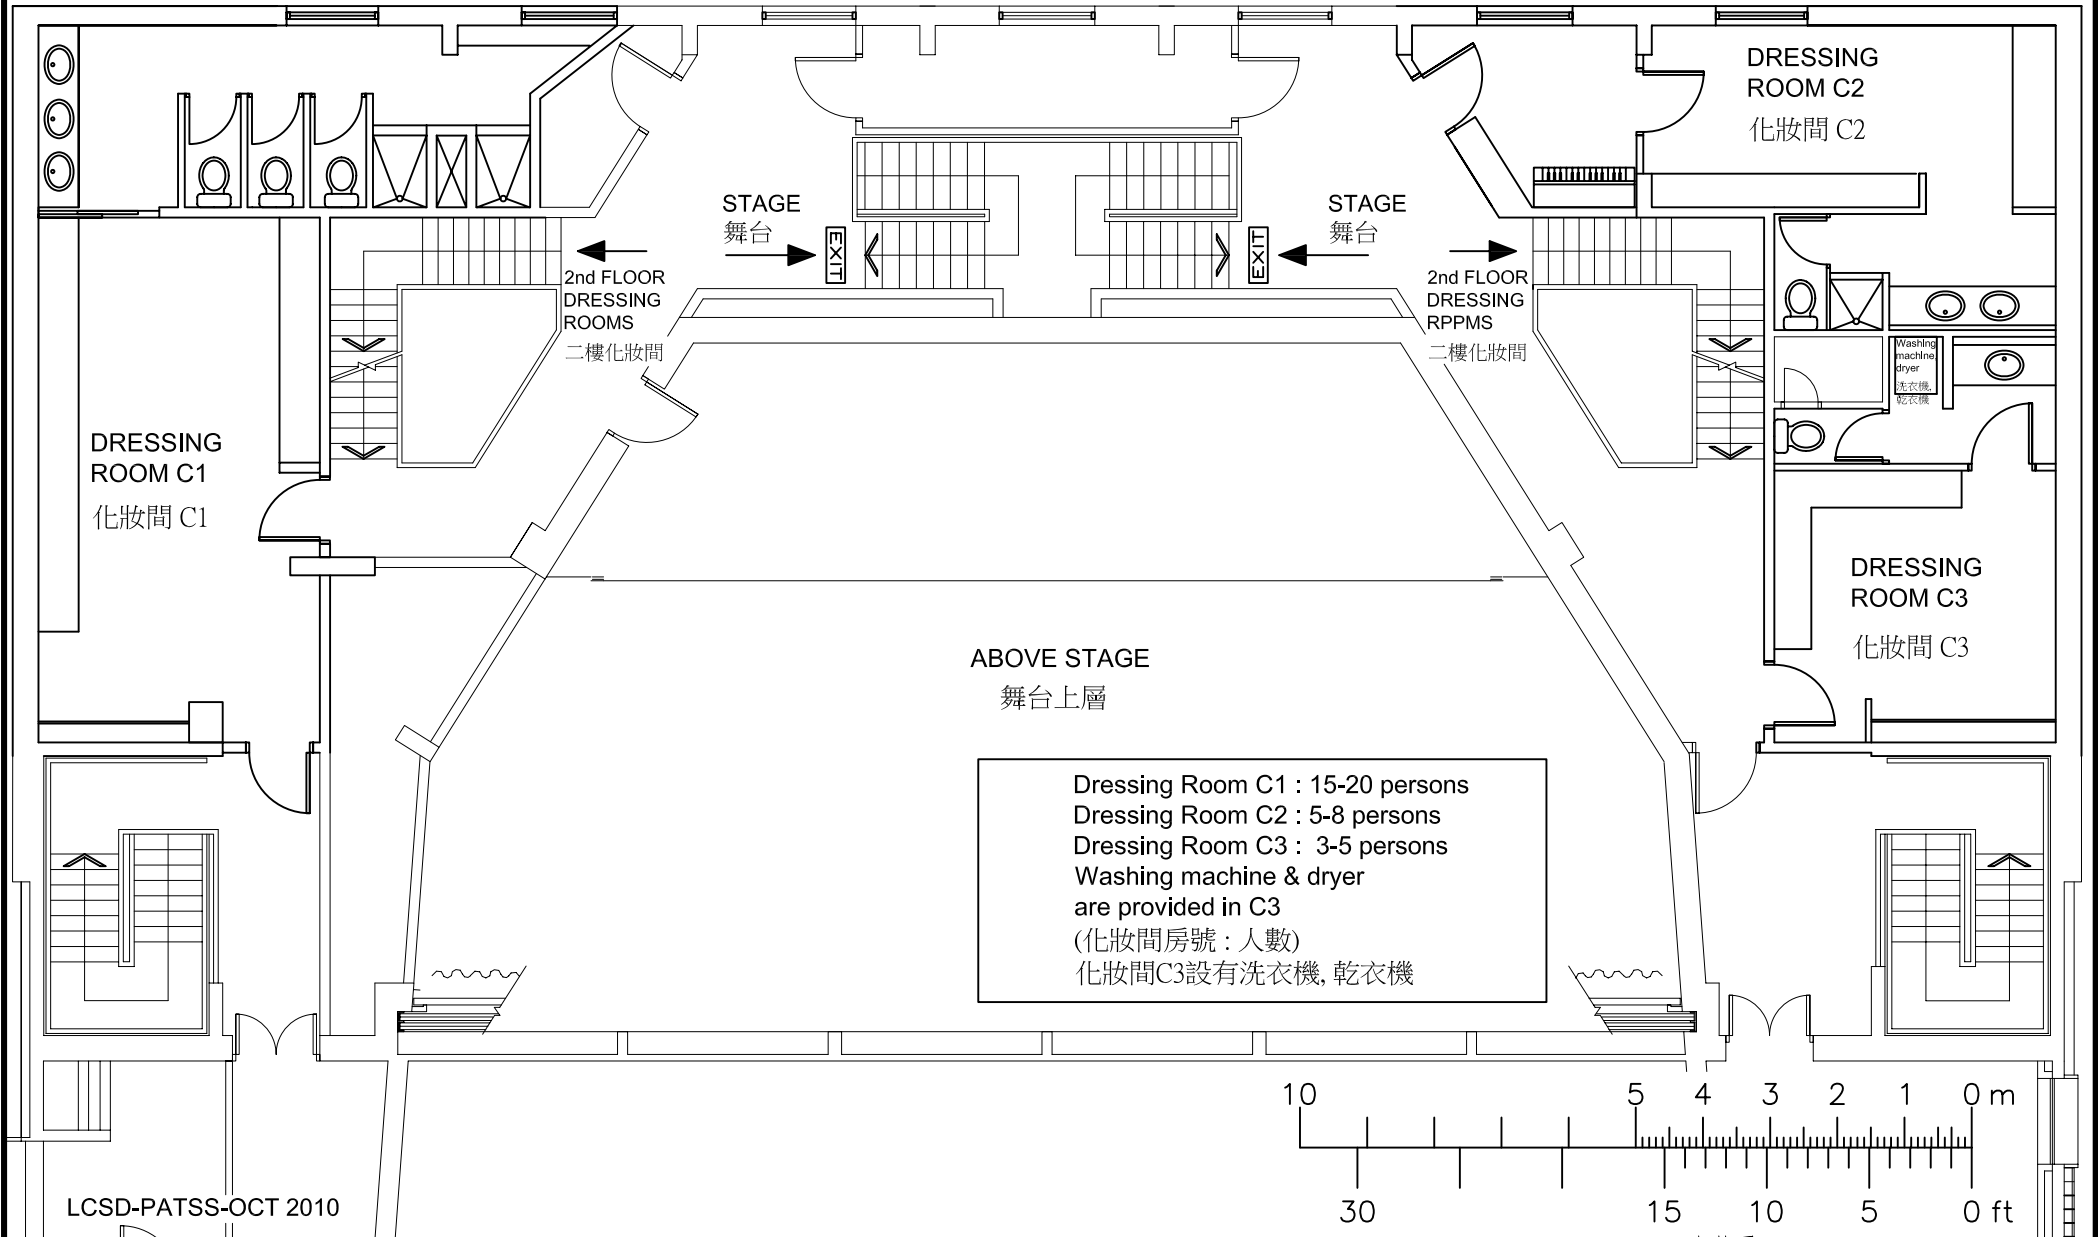 DRESSING
ROOM C2
化妝間 C2
STAGE
舞台
EXIT
STAGE
舞台
EXIT
2nd FLOOR
DRESSING
ROOMS
二樓化妝間
2nd FLOOR
DRESSING
RPPMS
二樓化妝間
Washing
machine,
dryer
洗衣機,
乾衣機
DRESSING
ROOM C1
化妝間 C1
DRESSING
ROOM C3
化妝間 C3
ABOVE STAGE
舞台上層
Dressing Room C1 : 15-20 persons
Dressing Room C2 : 5-8 persons
Dressing Room C3 : 3-5 persons
Washing machine & dryer
are provided in C3
(化妝間房號 : 人數)
化妝間C3設有洗衣機, 乾衣機
10 5 4 3 2 1 0 m
30 15 10 5 0 ft
LCSD-PATSS-OCT 2010